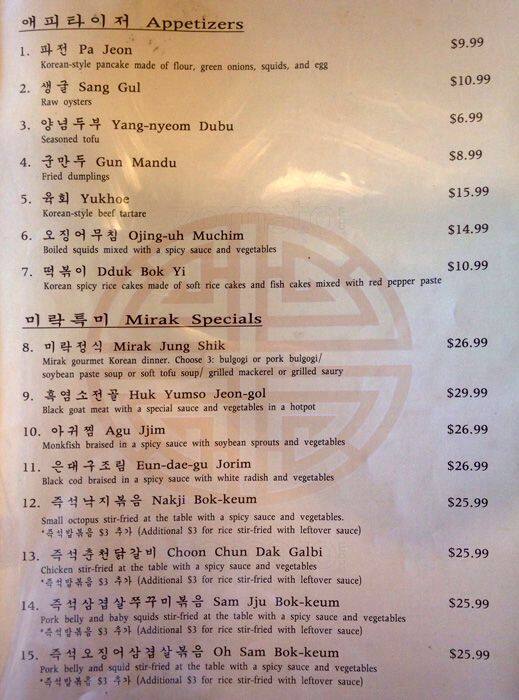 애피타이저 Appetizers
1. 파전 Pa Jeon $9.99
Korean-style pancake made of flour, green onions, squids, and egg
2. 생굴 Sang Gul $10.99
Raw oysters
3. 양념두부 Yang-nyeom Dubu $6.99
Seasoned tofu
4. 군만두 Gun Mandu $8.99
Fried dumplings
5. 육회 Yukhoe $15.99
Korean-style beef tartare
6. 오징어무침 Ojing-uh Muchim $14.99
Boiled squids mixed with a spicy sauce and vegetables
7. 떡볶이 Dduk Bok Yi $10.99
Korean spicy rice cakes made of soft rice cakes and fish cakes mixed with red pepper paste
미락특미 Mirak Specials
8. 미락정식 Mirak Jung Shik $26.99
Mirak gourmet Korean dinner. Choose 3: bulgogi or pork bulgogi/
soybean paste soup or soft tofu soup/ grilled mackerel or grilled saury
9. 흑염소전골 Huk Yumso Jeon-gol $29.99
Black goat meat with a special sauce and vegetables in a hotpot
10. 아귀찜 Agu Jjim $26.99
Monkfish braised in a spicy sauce with soybean sprouts and vegetables
11. 은대구조림 Eun-dae-gu Jorim $26.99
Black cod braised in a spicy sauce with white radish and vegetables
12. 즉석낙지볶음 Nakji Bok-keum $25.99
Small octopus stir-fried at the table with a spicy sauce and vegetables.
*즉석밥볶음 $3 추가 (Additional $3 for rice stir-fried with leftover sauce)
13. 즉석춘천닭갈비 Choon Chun Dak Galbi $25.99
Chicken stir-fried at the table with a spicy sauce and vegetables
*즉석밥볶음 $3 추가 (Additional $3 for rice stir-fried with leftover sauce)
14. 즉석삼겹살쭈꾸미볶음 Sam Jju Bok-keum $25.99
Pork belly and baby squids stir-fried at the table with a spicy sauce and vegetables
*즉석밥볶음 $3 추가 (Additional $3 for rice stir-fried with leftover sauce)
15. 즉석오징어삼겹살볶음 Oh Sam Bok-keum $25.99
Pork belly and squid stir-fried at the table with a spicy sauce and vegetables
*즉석밥볶음 $3 추가 (Additional $3 for rice stir-fried with leftover sauce)